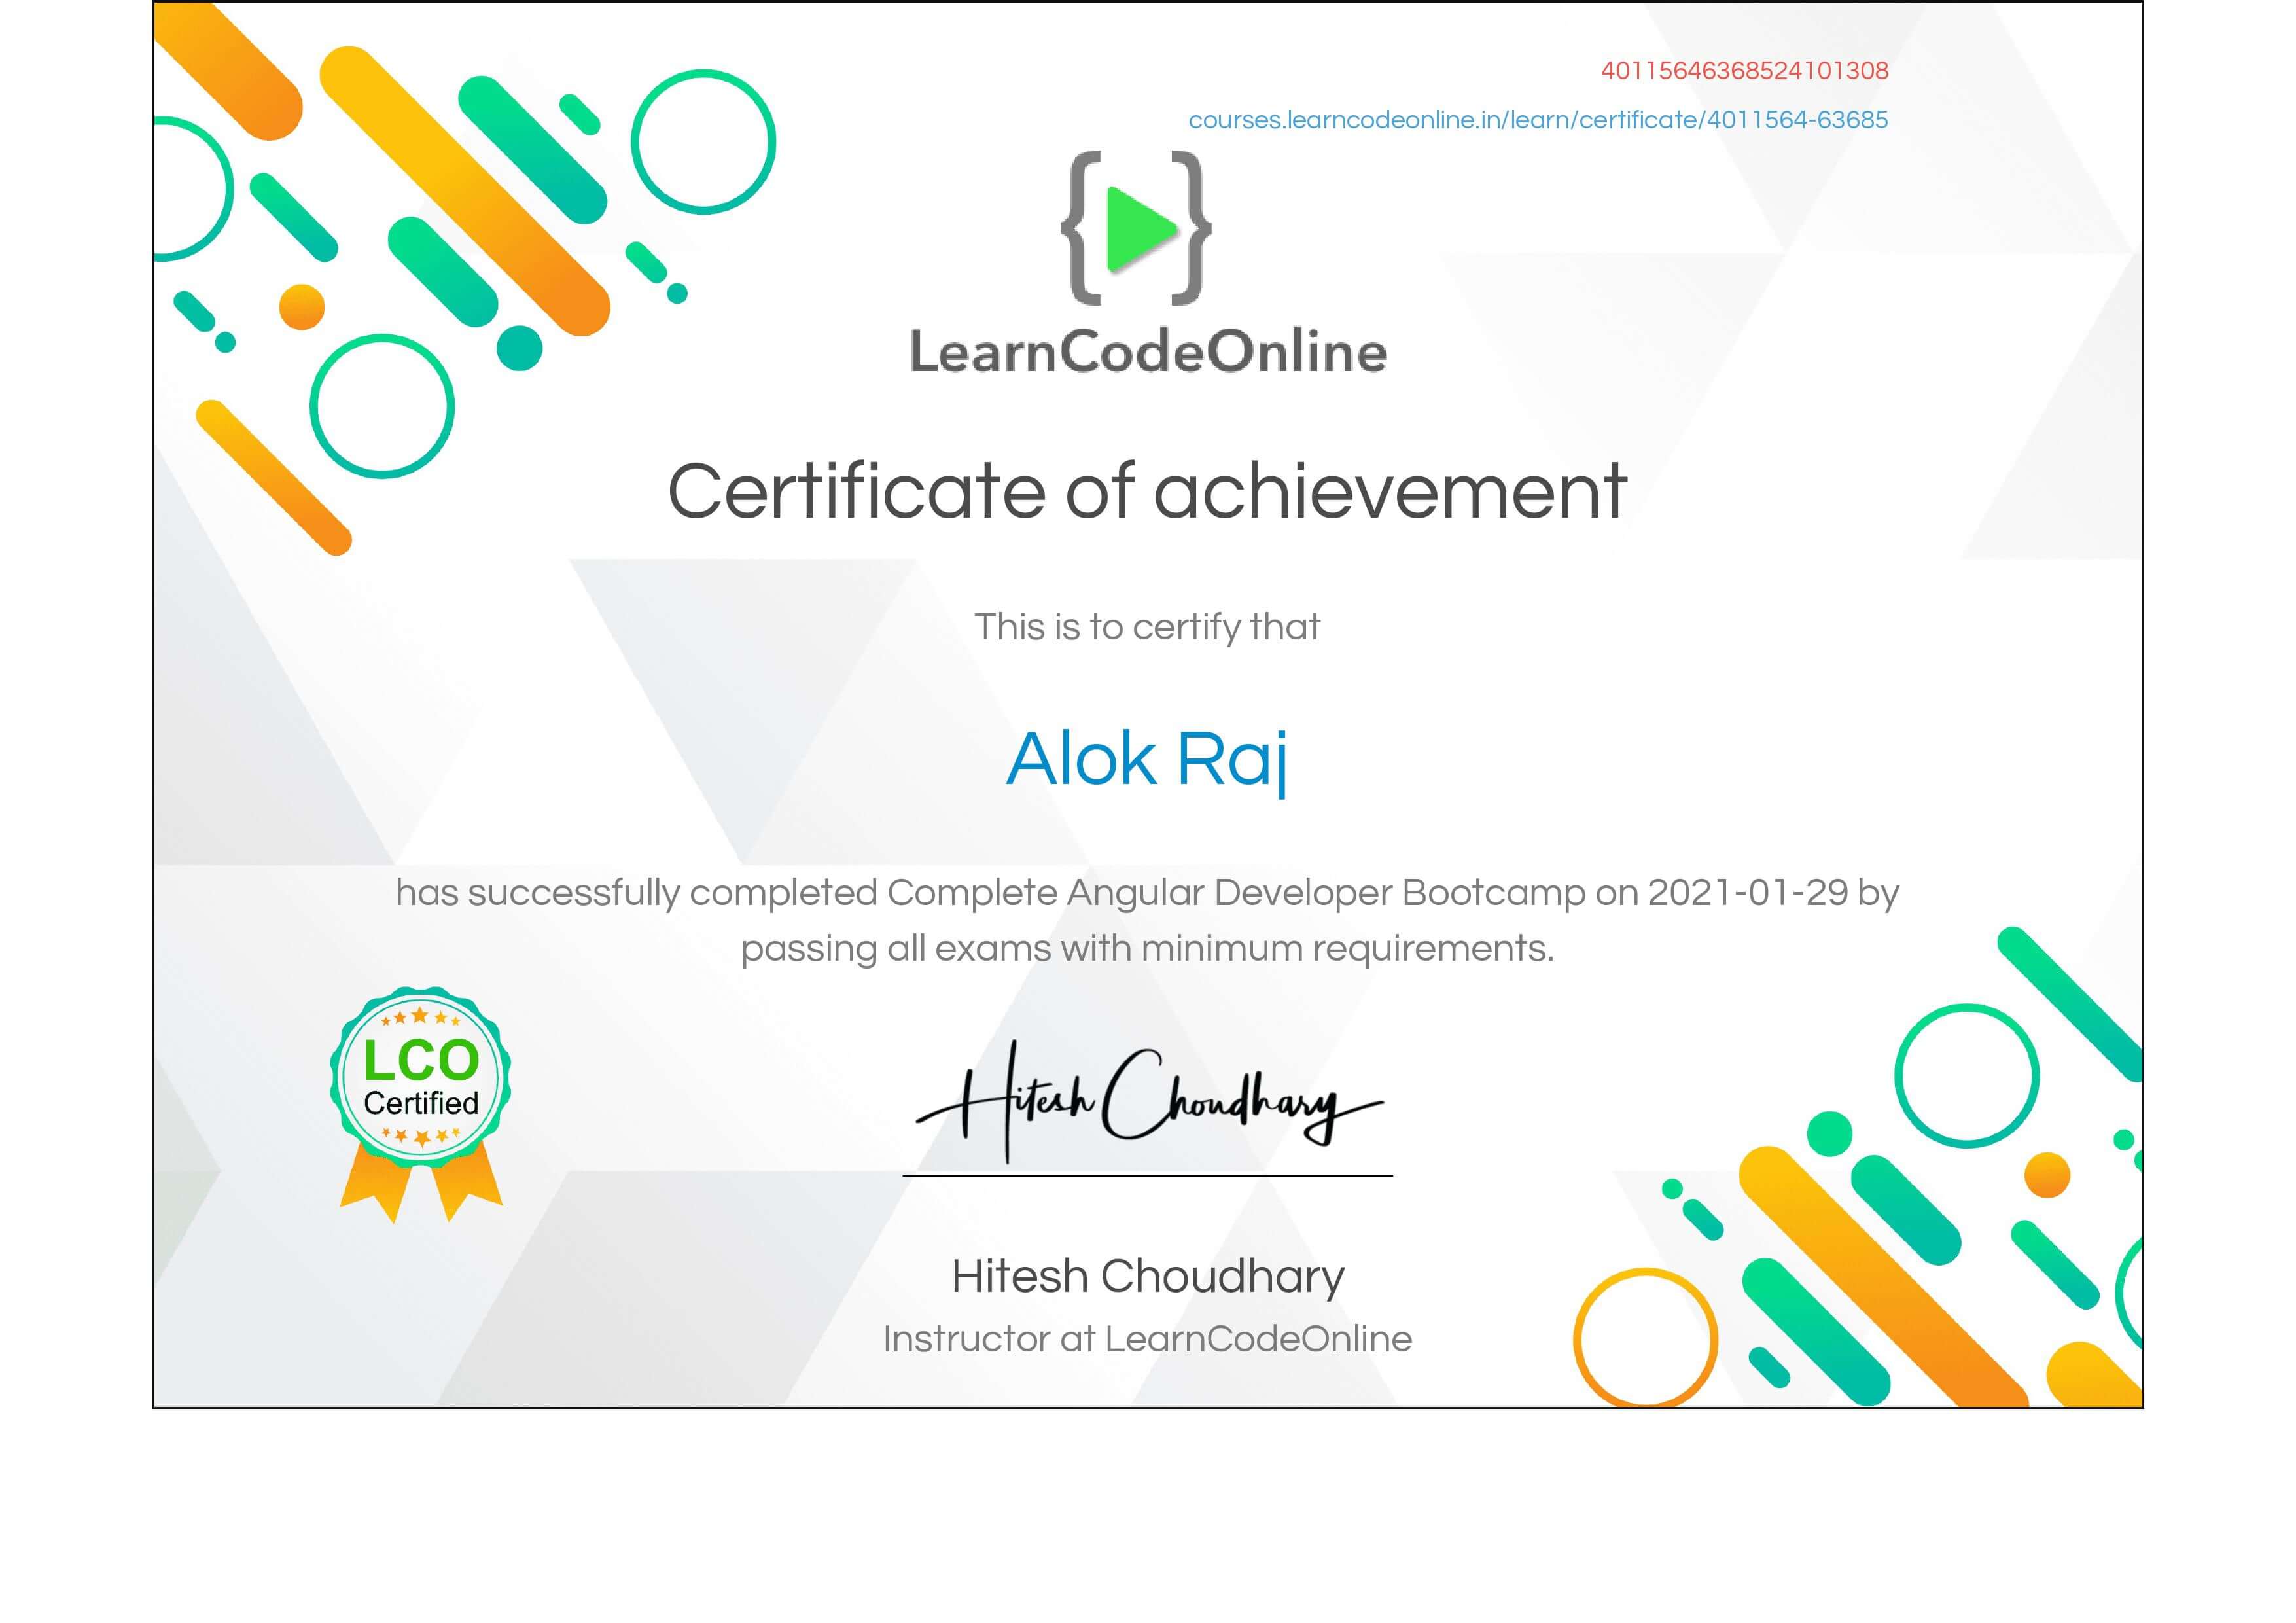 40115646368524101308
courses.learncodeonline.in/learn/certificate/4011564-63685
LearnCodeOnline
Certificate of achievement
This is to certify that
Alok Raj
has successfully completed Complete Angular Developer Bootcamp on 2021-01-29 by
passing all exams with minimum requirements.
LCO
Certified
Hitesh Choudhary
Hitesh Choudhary
Instructor at LearnCodeOnline